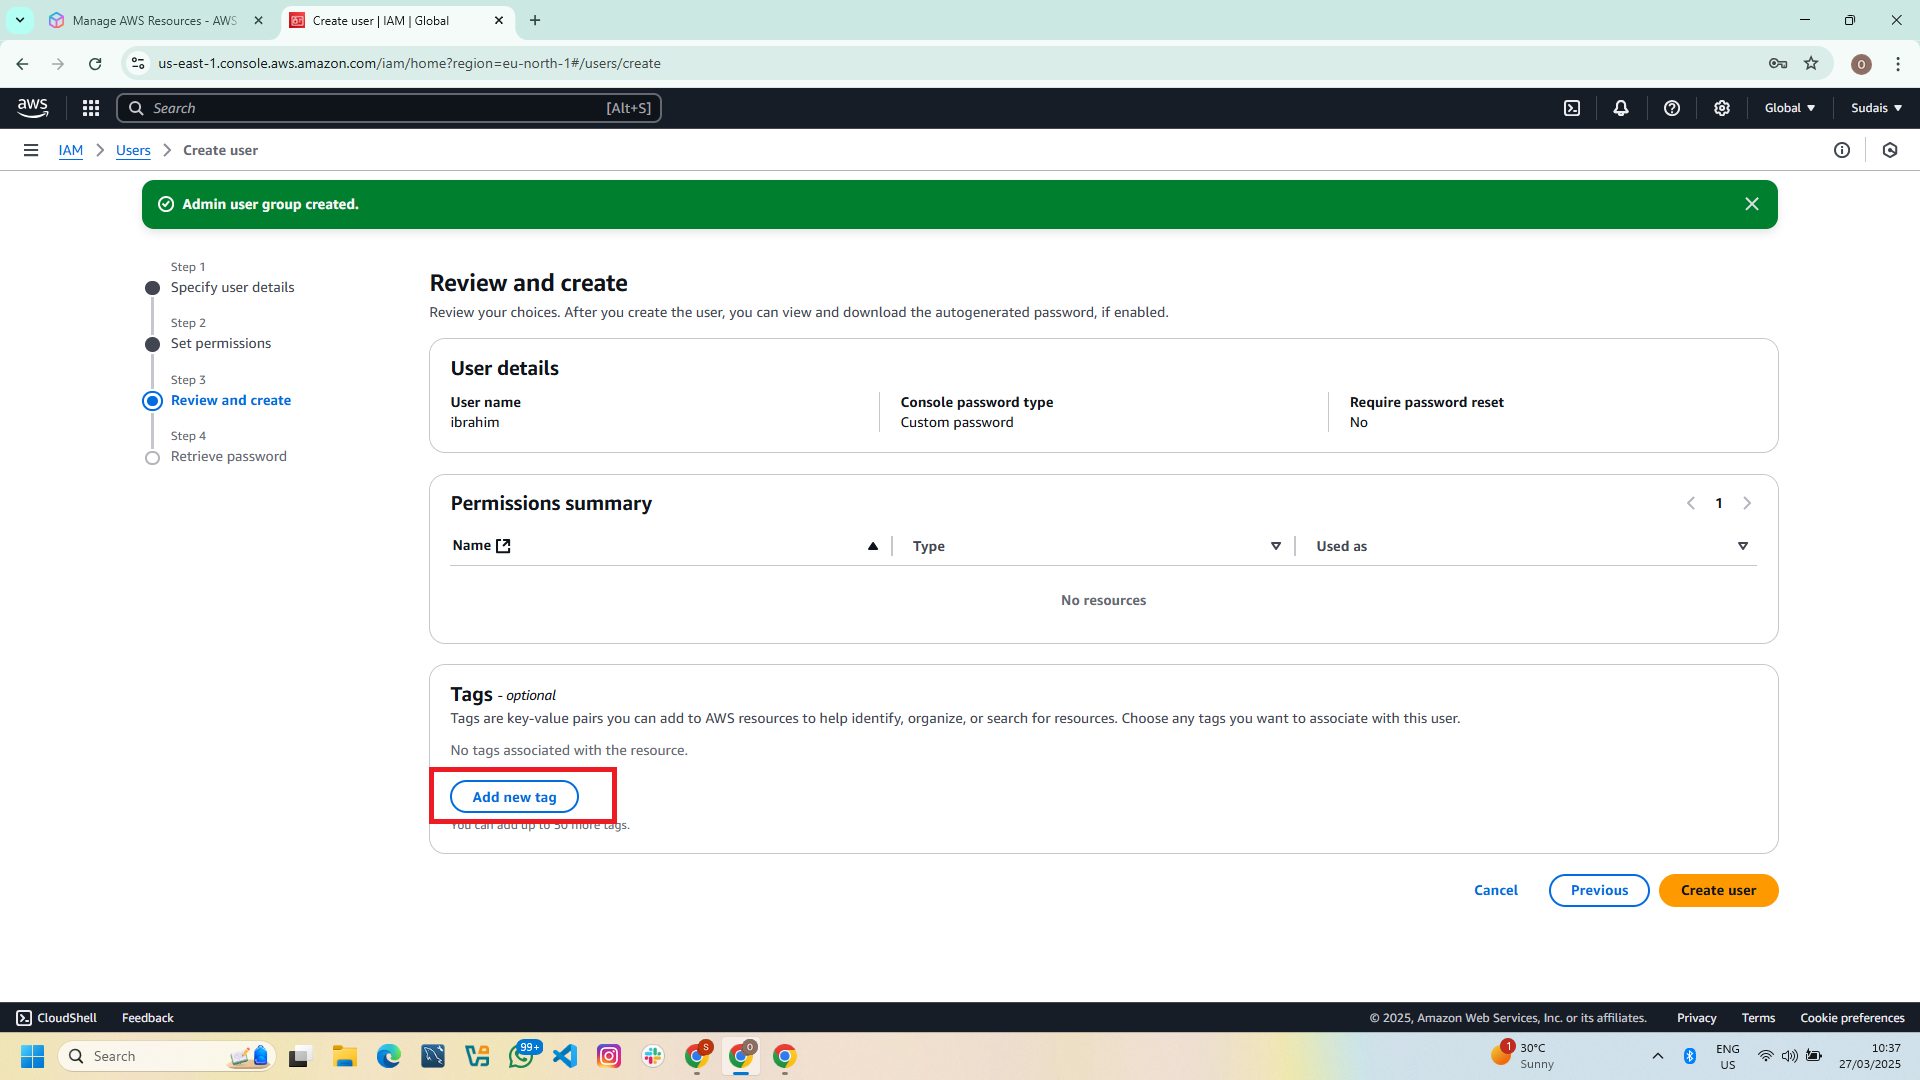 Manage AWS Resources - AWS
Create user | IAM | Global
us-east-1.console.aws.amazon.com/iam/home?region=eu-north-1#/users/create
O
aws
Search
[Alt+S]
Global
Sudais
IAM
Users
Create user
Admin user group created.
Step 1
Specify user details
Step 2
Set permissions
Step 3
Review and create
Step 4
Retrieve password
Review and create
Review your choices. After you create the user, you can view and download the autogenerated password, if enabled.
User details
User name
ibrahim
Console password type
Custom password
Require password reset
No
Permissions summary
1
Name
Type
Used as
No resources
Tags - optional
Tags are key-value pairs you can add to AWS resources to help identify, organize, or search for resources. Choose any tags you want to associate with this user.
No tags associated with the resource.
Add new tag
You can add up to 50 more tags.
Cancel
Previous
Create user
CloudShell
Feedback
© 2025, Amazon Web Services, Inc. or its affiliates.
Privacy
Terms
Cookie preferences
Search
99+
S
O
1
30°C
Sunny
ENG
US
10:37
27/03/2025